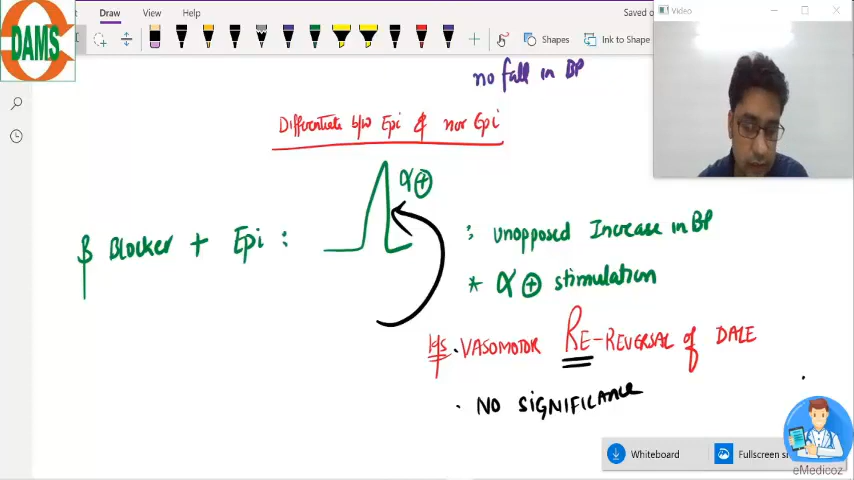 DAMS
Draw View Help
Saved o
Video
Shapes
Ink to Shape
no fall in BP
Differentiate b/w Epi & nor Epi
α⊕
β Blocker + Epi :
: unopposed Increase in BP
* α ⊕ stimulation
· VASOMOTOR RE-REVERSAL of DALE
· NO SIGNIFICANCE
Whiteboard
Fullscreen s
eMedicoz